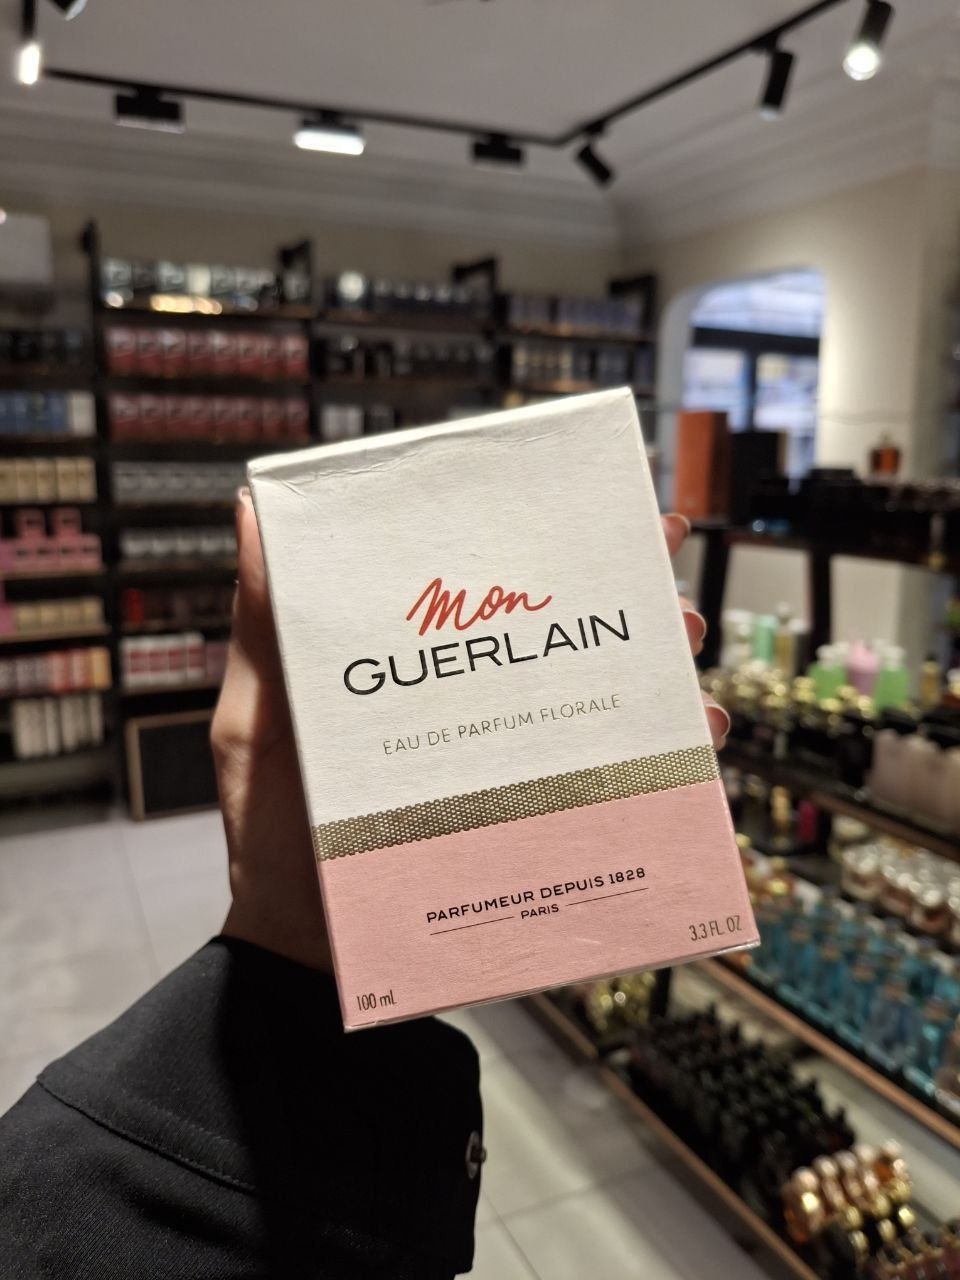 Mon
GUERLAIN
EAU DE PARFUM FLORALE
PARFUMEUR DEPUIS 1828
PARIS
3.3 FL. OZ
100 mL